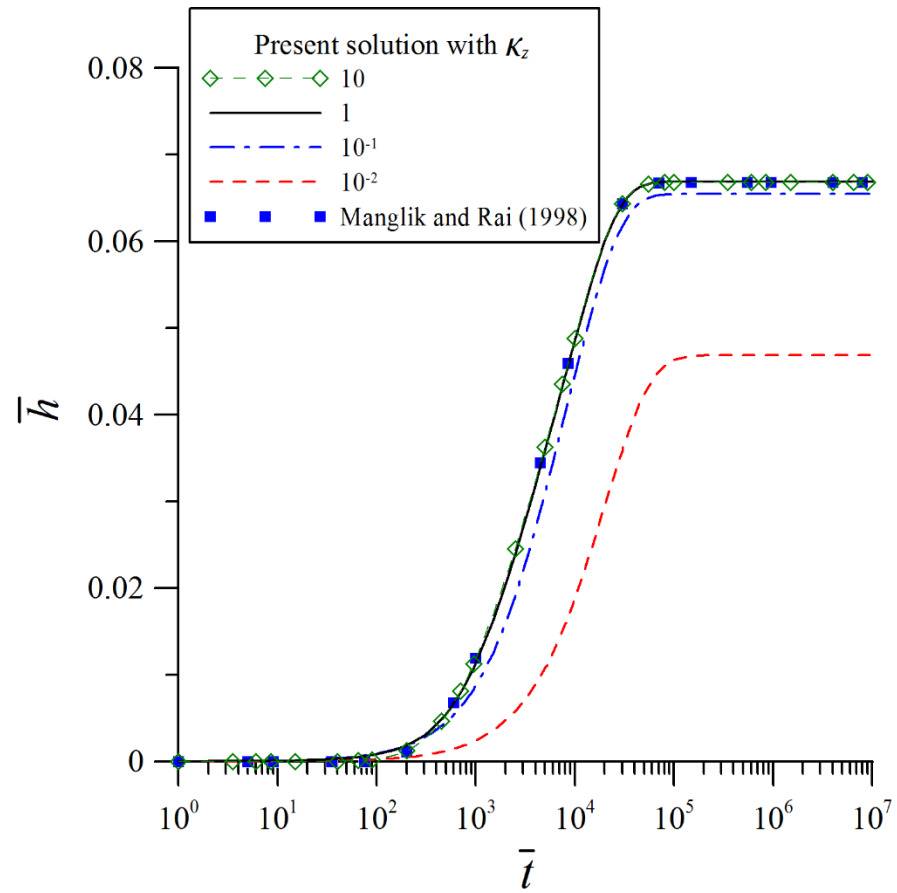 Present solution with κz
10
1
10⁻¹
10⁻²
Manglik and Rai (1998)
0.08
0.06
0.04
0.02
0
h̅
10⁰ 10¹ 10² 10³ 10⁴ 10⁵ 10⁶ 10⁷
t̅